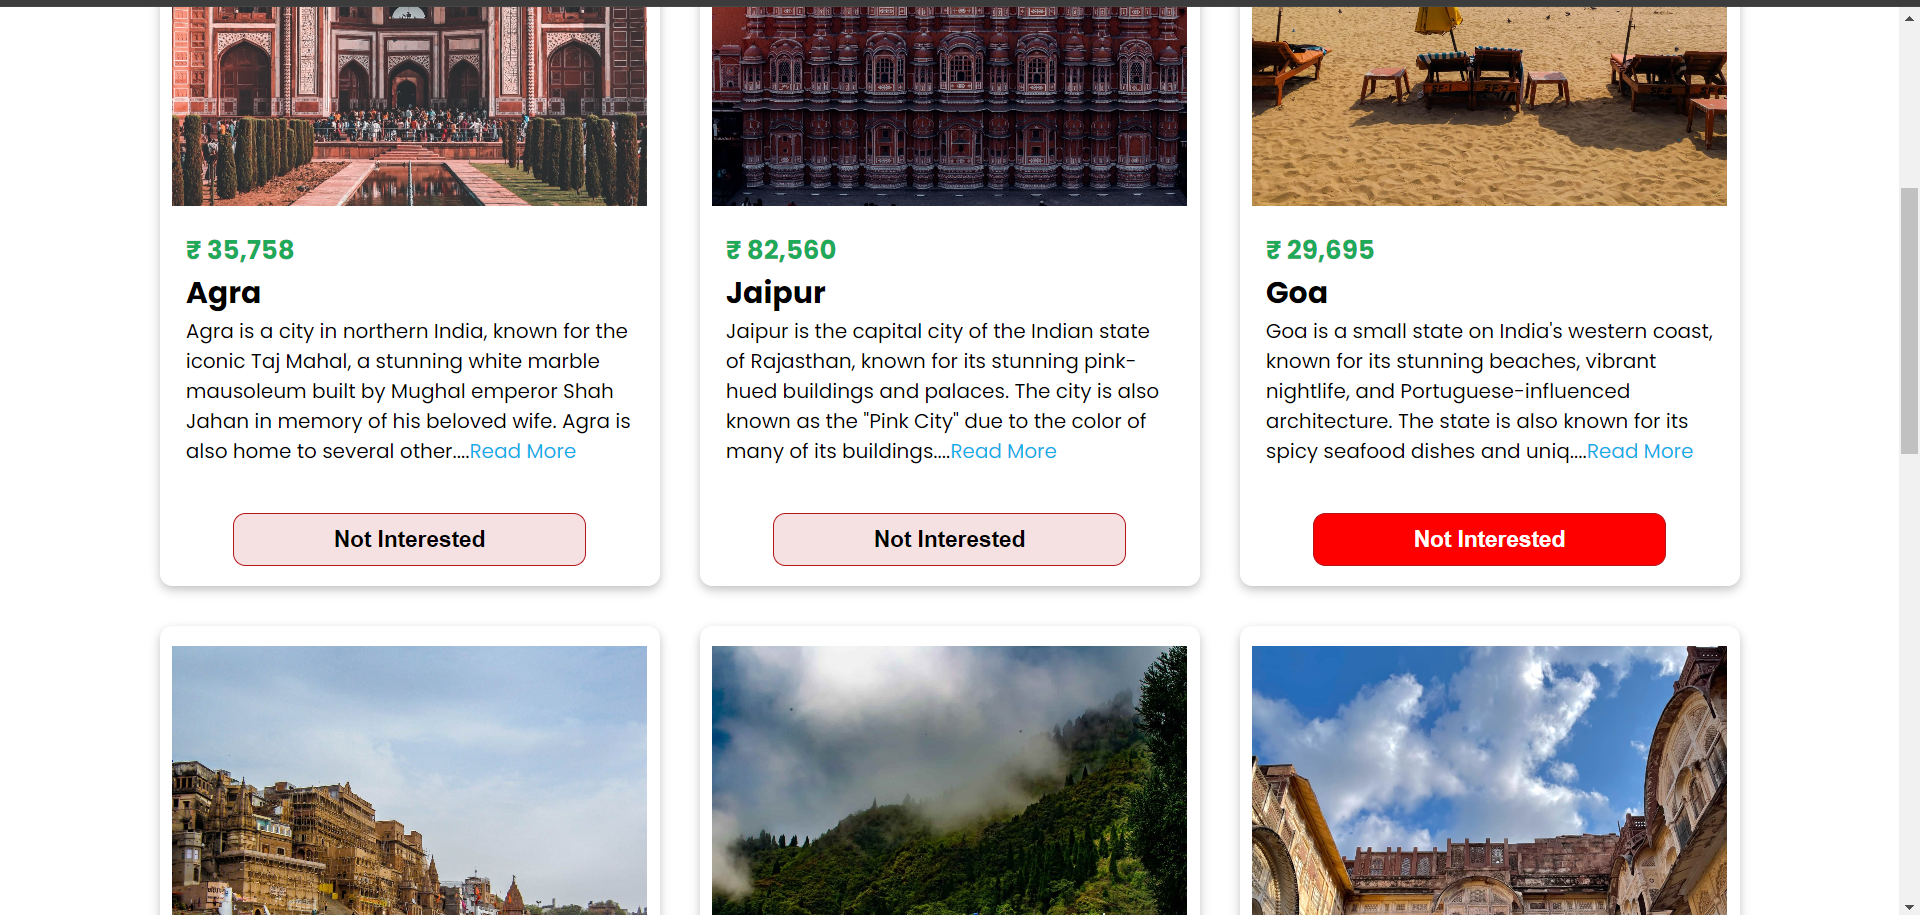 ₹ 35,758
Agra
Agra is a city in northern India, known for the
iconic Taj Mahal, a stunning white marble
mausoleum built by Mughal emperor Shah
Jahan in memory of his beloved wife. Agra is
also home to several other....Read More
Not Interested
₹ 82,560
Jaipur
Jaipur is the capital city of the Indian state
of Rajasthan, known for its stunning pink-
hued buildings and palaces. The city is also
known as the "Pink City" due to the color of
many of its buildings....Read More
Not Interested
₹ 29,695
Goa
Goa is a small state on India's western coast,
known for its stunning beaches, vibrant
nightlife, and Portuguese-influenced
architecture. The state is also known for its
spicy seafood dishes and uniq....Read More
Not Interested